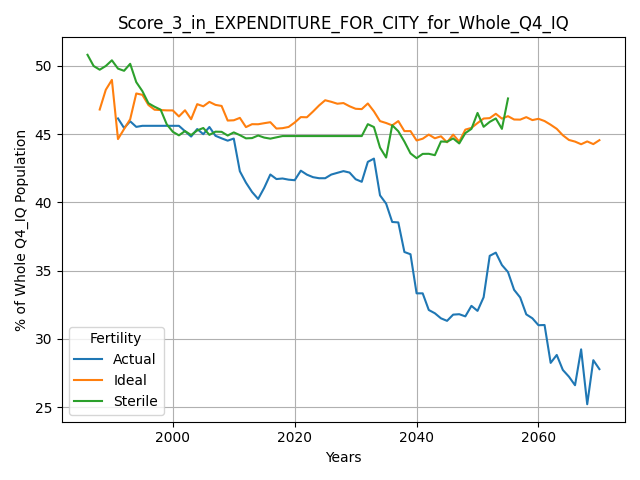 Score_3_in_EXPENDITURE_FOR_CITY_for_Whole_Q4_IQ
% of Whole Q4_IQ Population
50
45
40
35
30
25
Fertility
Actual
Ideal
Sterile
2000 2020 2040 2060
Years